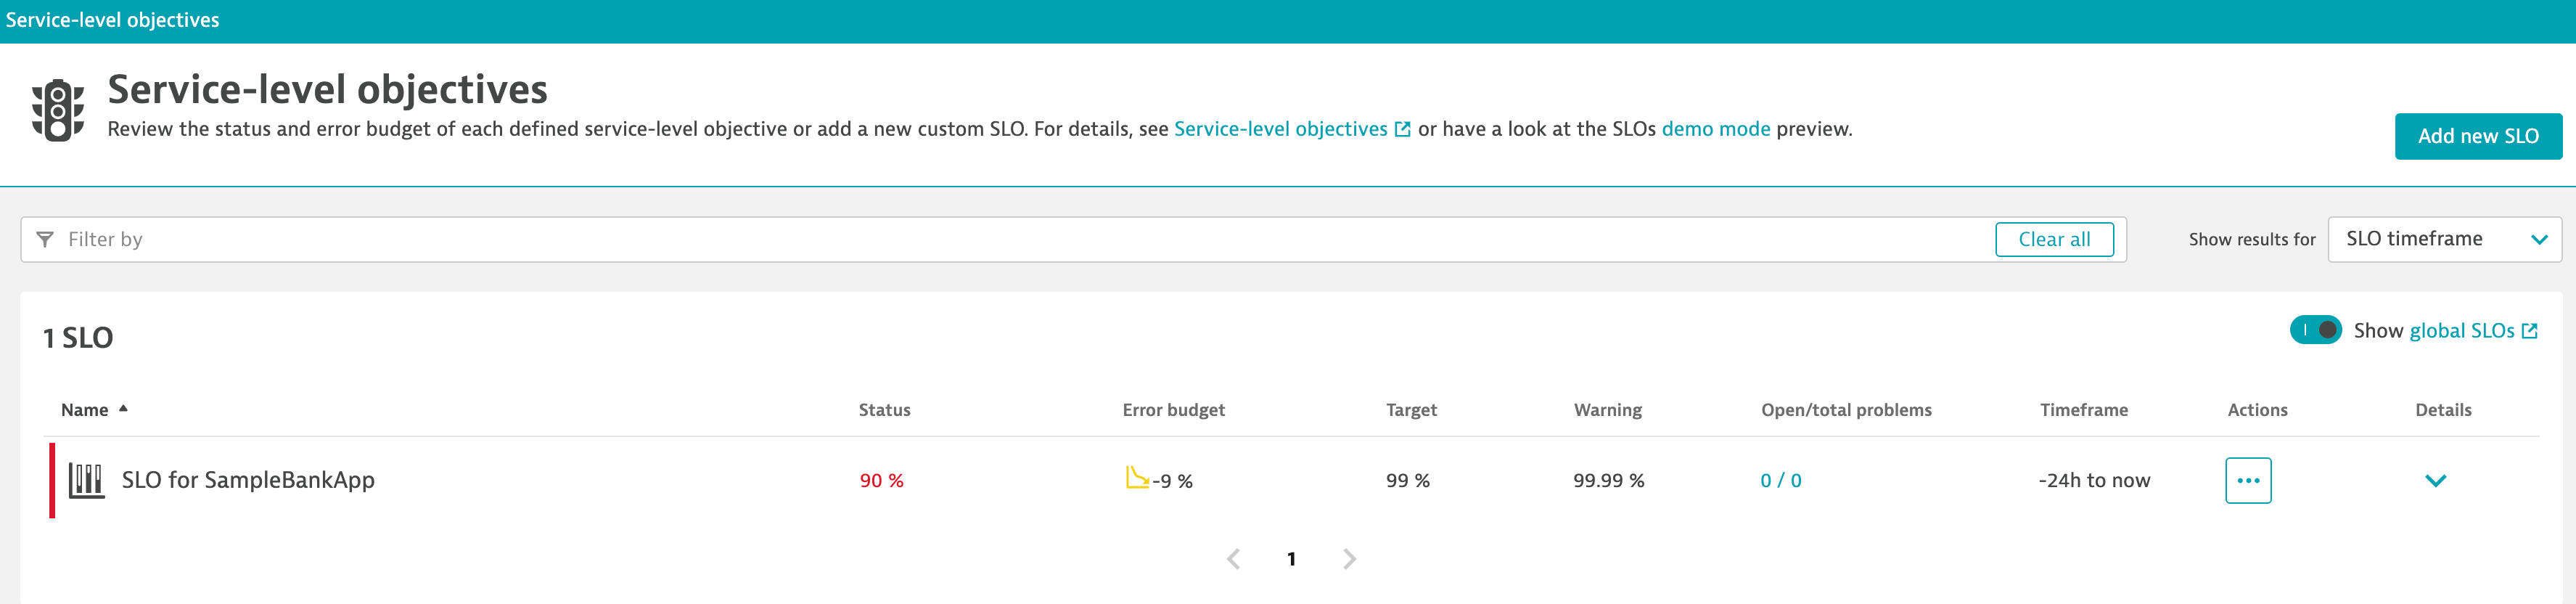 Service-level objectives
Service-level objectives
Review the status and error budget of each defined service-level objective or add a new custom SLO. For details, see Service-level objectives or have a look at the SLOs demo mode preview.
Add new SLO
Filter by
Clear all
Show results for
SLO timeframe
1 SLO
Show global SLOs
Name Status Error budget Target Warning Open/total problems Timeframe Actions Details
SLO for SampleBankApp 90 % -9 % 99 % 99.99 % 0 / 0 -24h to now ...
1